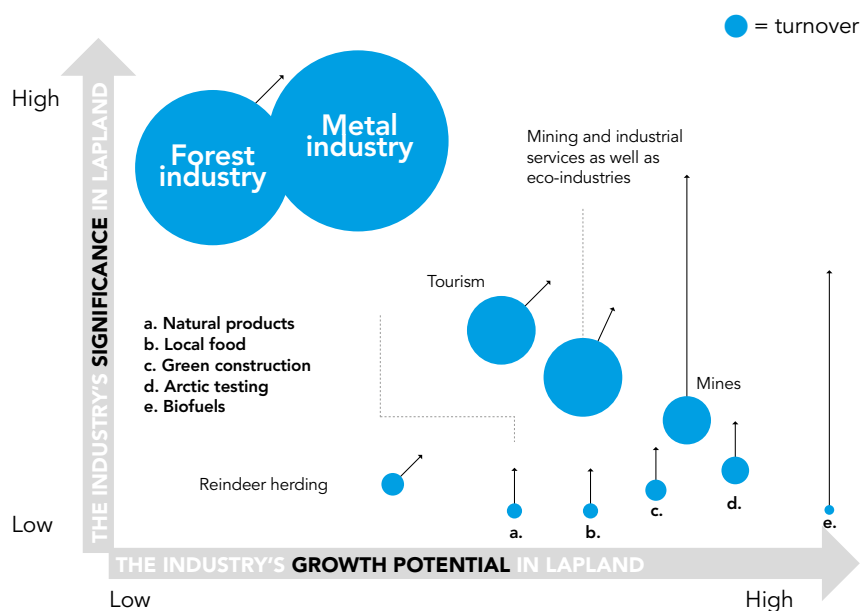 = turnover
High
THE INDUSTRY'S SIGNIFICANCE IN LAPLAND
Forest
industry
Metal
industry
Mining and industrial
services as well as
eco-industries
Tourism
a. Natural products
b. Local food
c. Green construction
d. Arctic testing
e. Biofuels
Mines
Reindeer herding
a.
b.
c.
d.
e.
Low
THE INDUSTRY'S GROWTH POTENTIAL IN LAPLAND
Low
High